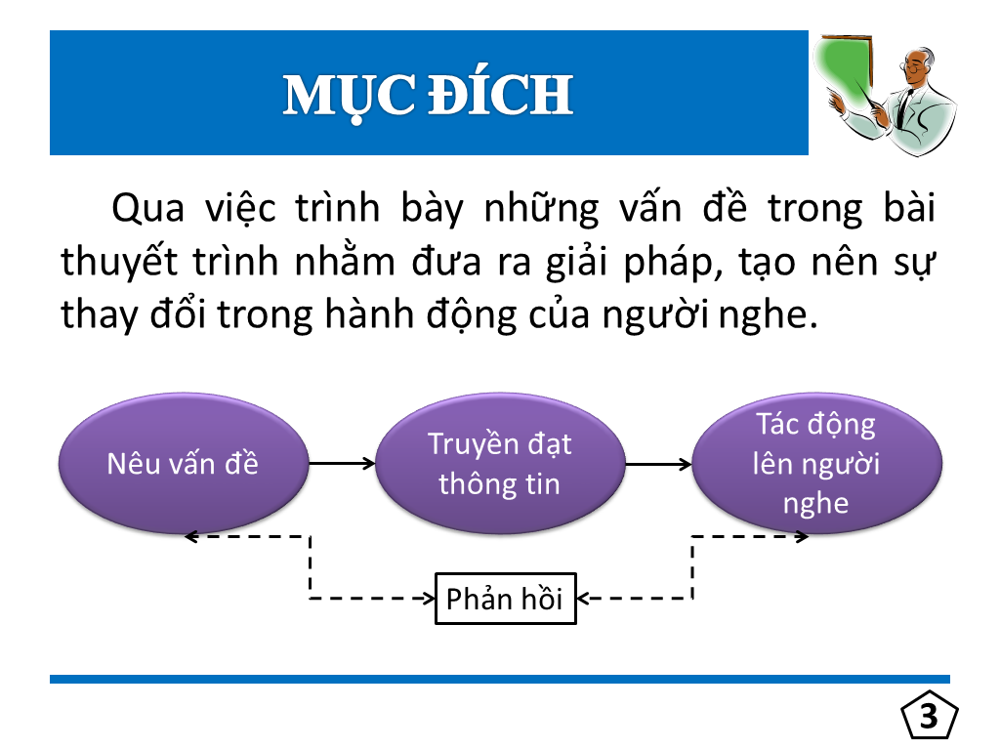 MỤC ĐÍCH
Qua việc trình bày những vấn đề trong bài
thuyết trình nhằm đưa ra giải pháp, tạo nên sự
thay đổi trong hành động của người nghe.
Nêu vấn đề
Truyền đạt
thông tin
Tác động
lên người
nghe
Phản hồi
3